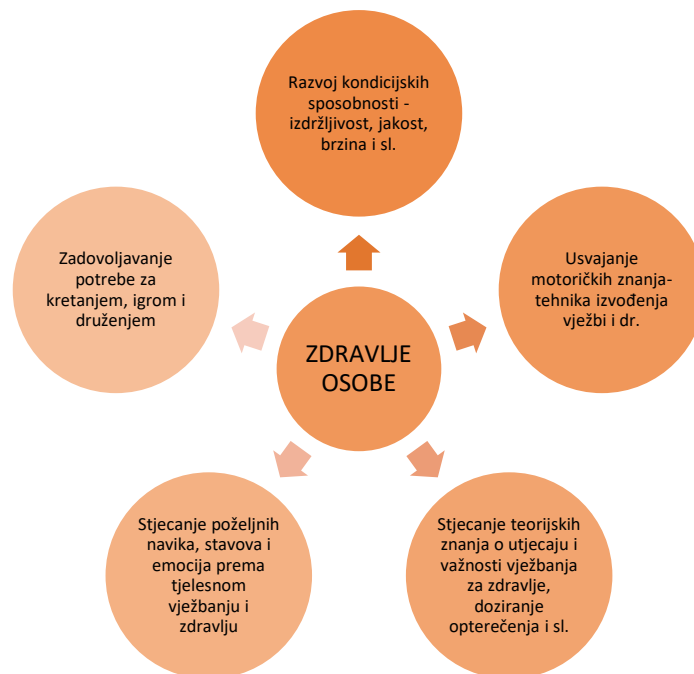 Razvoj kondicijskih
sposobnosti -
izdržljivost, jakost,
brzina i sl.
Zadovoljavanje
potrebe za
kretanjem, igrom i
druženjem
Usvajanje
motoričkih znanja-
tehnika izvođenja
vježbi i dr.
ZDRAVLJE
OSOBE
Stjecanje poželjnih
navika, stavova i
emocija prema
tjelesnom
vježbanju i
zdravlju
Stjecanje teorijskih
znanja o utjecaju i
važnosti vježbanja
za zdravlje,
doziranje
opterečenja i sl.